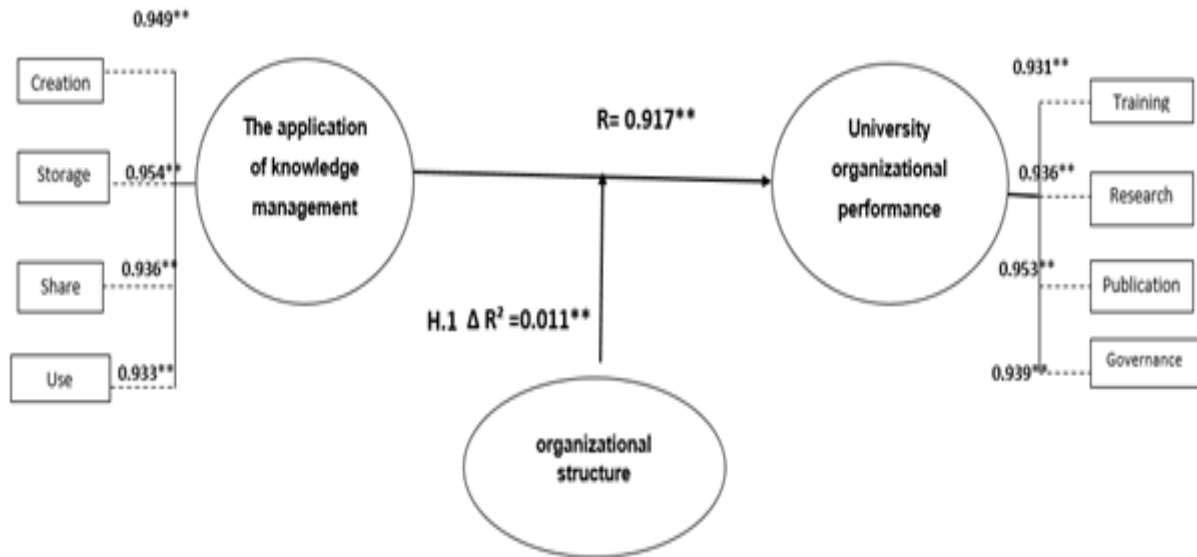 0.949**
Creation
Storage
0.954**
Share
0.936**
Use
0.933**
The application
of knowledge
management
R= 0.917**
H.1 Δ R² =0.011**
organizational
structure
University
organizational
performance
0.931**
Training
0.936**
Research
0.953**
Publication
0.939**
Governance